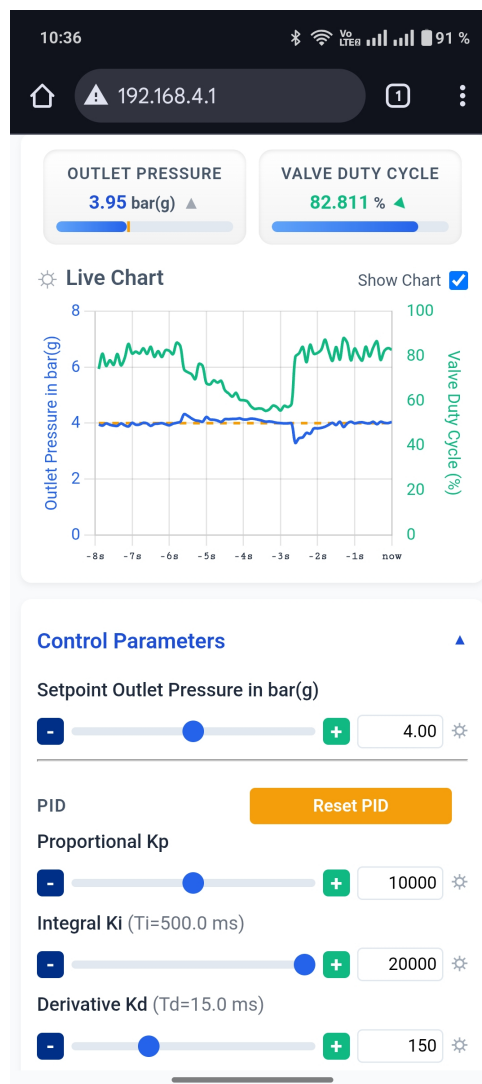 10:36
Vo
LTE2
91 %
192.168.4.1
1
OUTLET PRESSURE
3.95 bar(g)
VALVE DUTY CYCLE
82.811 %
Live Chart
Show Chart
Outlet Pressure in bar(g)
8
6
4
2
0
100
80
60
40
20
0
Valve Duty Cycle (%)
-8s -7s -6s -5s -4s -3s -2s -1s now
Control Parameters
Setpoint Outlet Pressure in bar(g)
- + 4.00
PID
Reset PID
Proportional Kp
- + 10000
Integral Ki (Ti=500.0 ms)
- + 20000
Derivative Kd (Td=15.0 ms)
- + 150